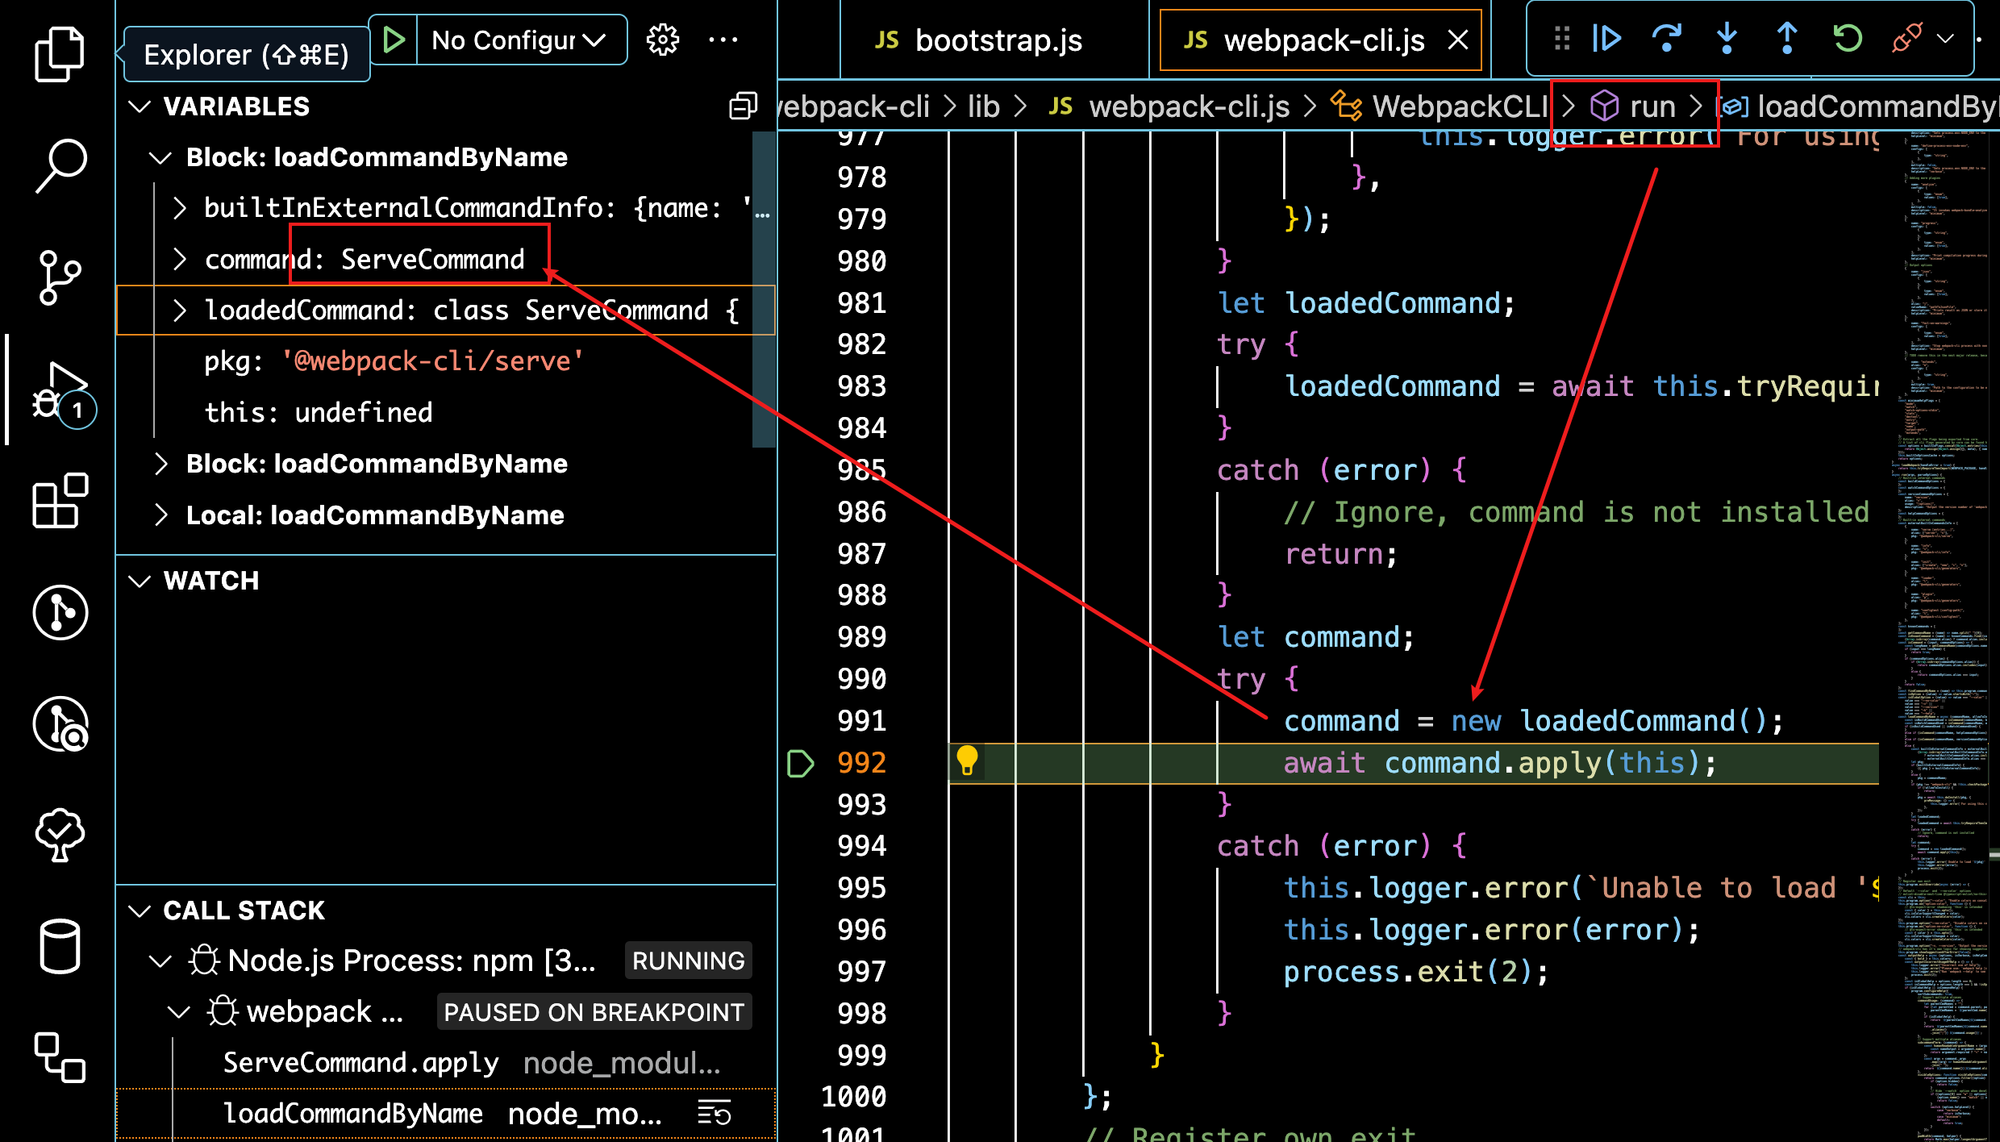 Explorer (⇧⌘E)
No Configur
JS bootstrap.js
JS webpack-cli.js
VARIABLES
Block: loadCommandByName
builtInExternalCommandInfo: {name: '…
command: ServeCommand
loadedCommand: class ServeCommand {
pkg: '@webpack-cli/serve'
this: undefined
Block: loadCommandByName
Local: loadCommandByName
WATCH
CALL STACK
Node.js Process: npm [3... RUNNING
webpack ... PAUSED ON BREAKPOINT
ServeCommand.apply node_modul...
loadCommandByName node_mo...
1
webpack-cli > lib > JS webpack-cli.js > WebpackCLI > run > loadCommandBy
977 this.logger.error(`For using
978 },
979 });
980 }
981 let loadedCommand;
982 try {
983 loadedCommand = await this.tryRequir
984 }
985 catch (error) {
986 // Ignore, command is not installed
987 return;
988 }
989 let command;
990 try {
991 command = new loadedCommand();
992 await command.apply(this);
993 }
994 catch (error) {
995 this.logger.error(`Unable to load '$
996 this.logger.error(error);
997 process.exit(2);
998 }
999 }
1000 };
1001 // Register own exit